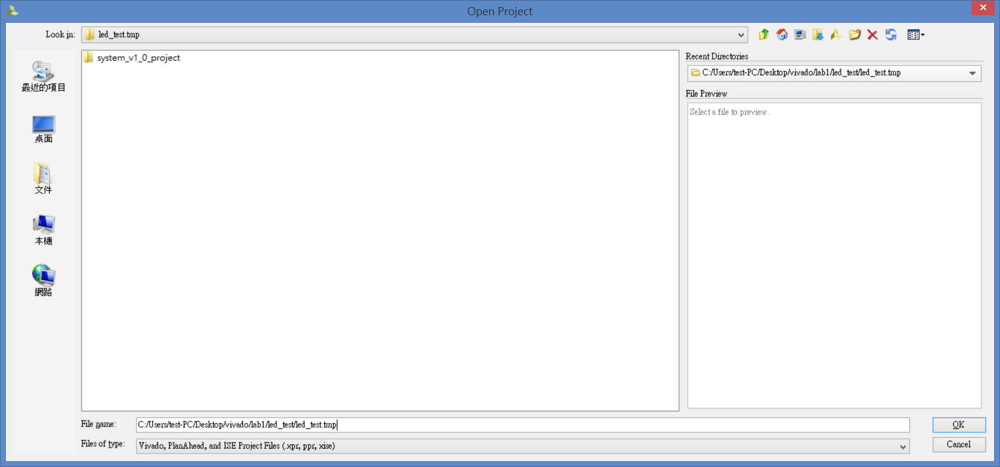 Open Project
Look in:
led_test.tmp
最近的項目
桌面
文件
本機
網路
system_v1_0_project
Recent Directories
C:/Users/test-PC/Desktop/vivado/lab1/led_test/led_test.tmp
File Preview
Select a file to preview.
File name:
C:/Users/test-PC/Desktop/vivado/lab1/led_test/led_test.tmp
OK
Files of type:
Vivado, PlanAhead, and ISE Project Files (.xpr, ppr, xise)
Cancel